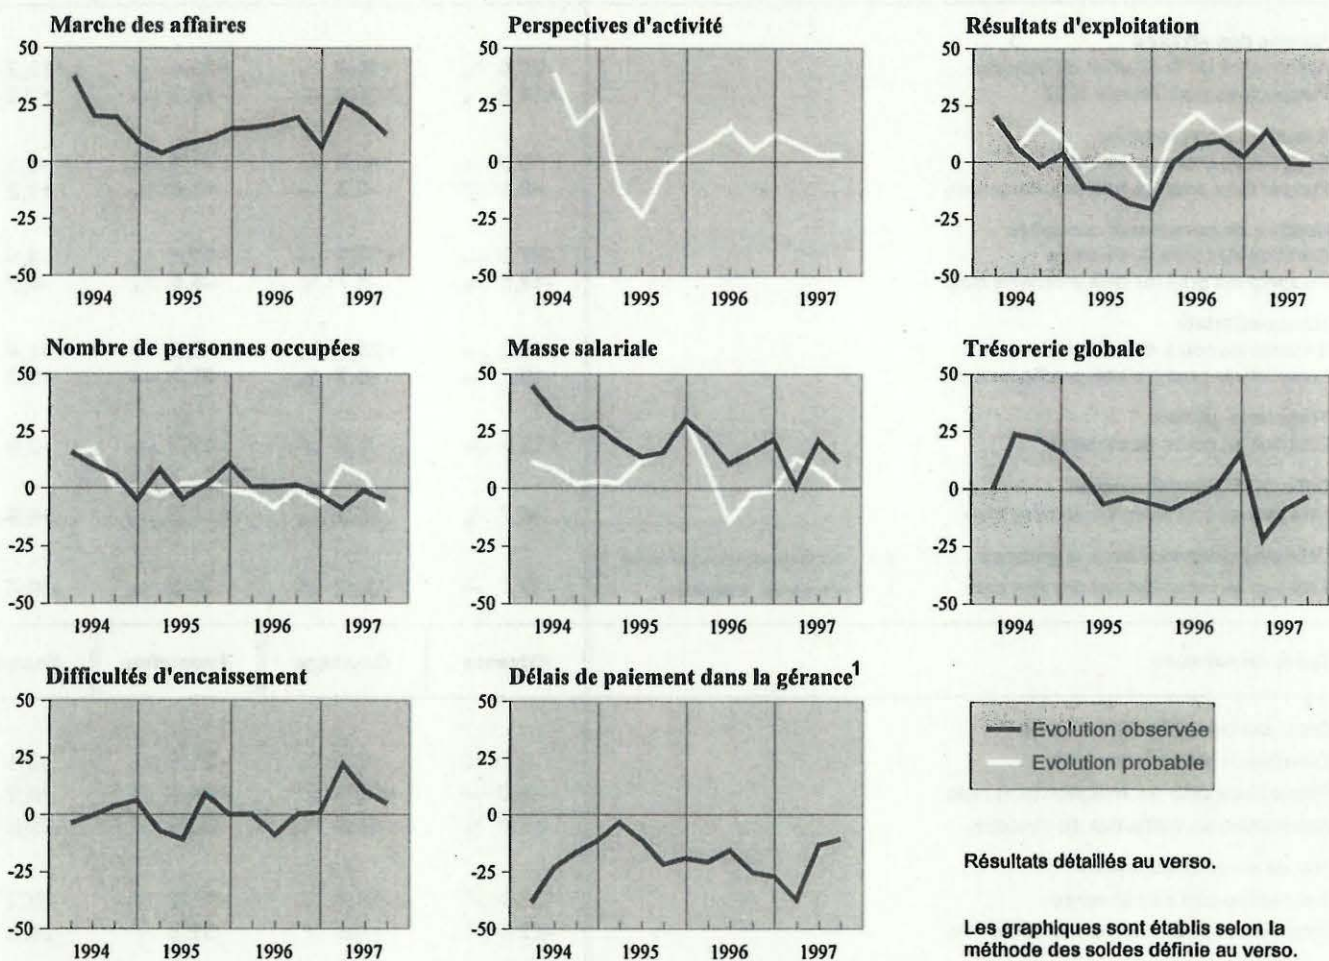 Marche des affaires
50
25
0
-25
-50
1994 1995 1996 1997
Perspectives d'activité
1994 1995 1996 1997
Résultats d'exploitation
50
25
0
-25
-50
1994 1995 1996 1997
Nombre de personnes occupées
50
25
0
-25
-50
1994 1995 1996 1997
Masse salariale
50
25
0
-25
-50
1994 1995 1996 1997
Trésorerie globale
50
25
0
-25
-50
1994 1995 1996 1997
Difficultés d'encaissement
50
25
0
-25
-50
1994 1995 1996 1997
Délais de paiement dans la gérance¹
50
25
0
-25
-50
1994 1995 1996 1997
Evolution observée
Evolution probable
Résultats détaillés au verso.
Les graphiques sont établis selon la
méthode des soldes définie au verso.